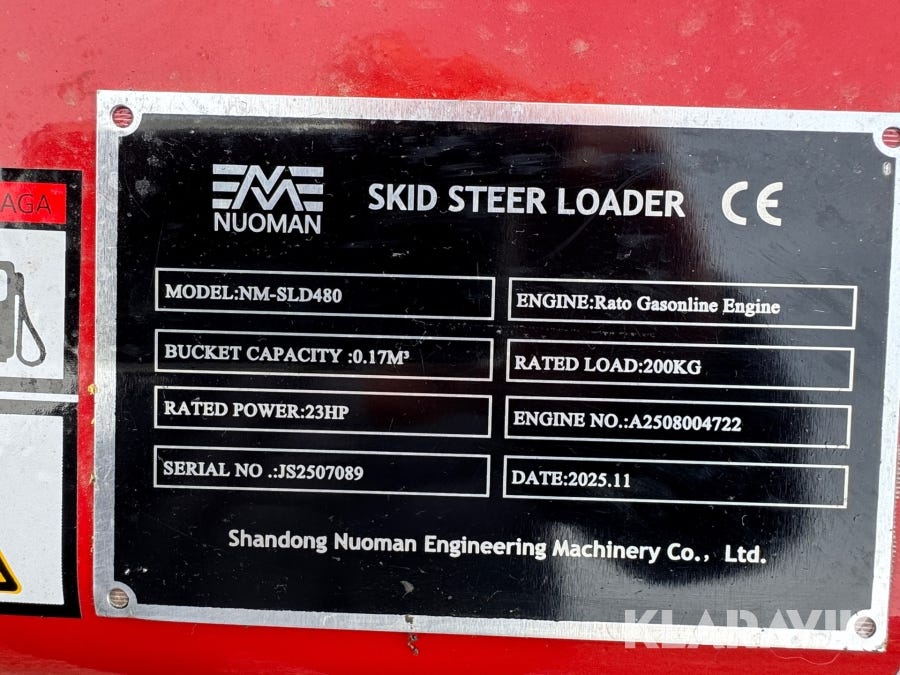 AGA
NUOMAN
SKID STEER LOADER CE
MODEL:NM-SLD480
ENGINE:Rato Gasonline Engine
BUCKET CAPACITY :0.17M³
RATED LOAD:200KG
RATED POWER:23HP
ENGINE NO.:A2508004722
SERIAL NO .:JS2507089
DATE:2025.11
Shandong Nuoman Engineering Machinery Co., Ltd.
KLARAVIK